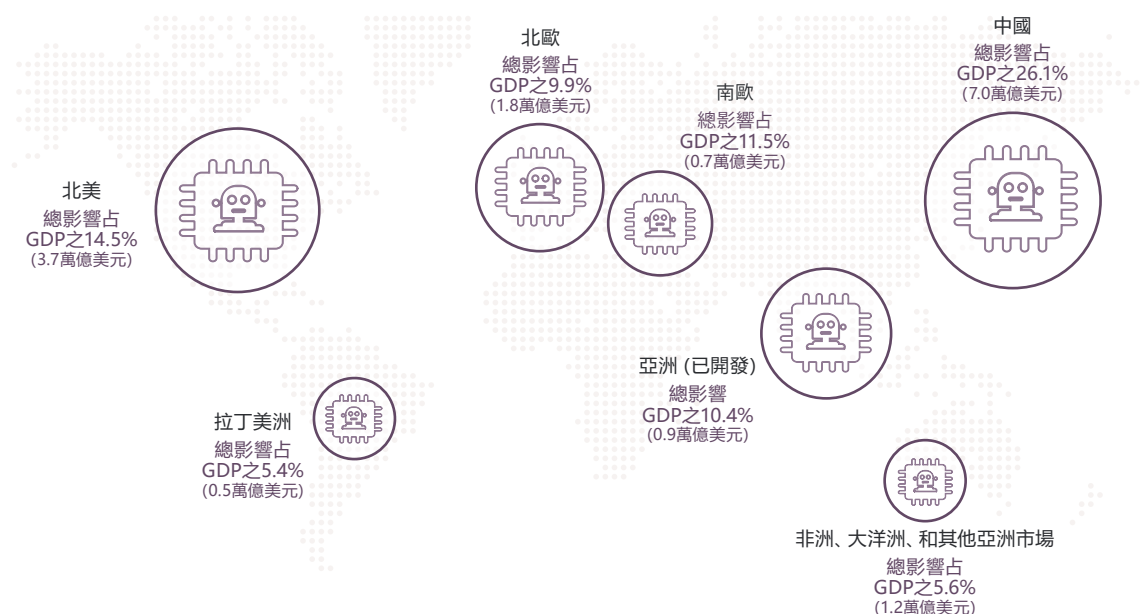 中國
總影響占
GDP之26.1%
(7.0萬億美元)
北歐
總影響占
GDP之9.9%
(1.8萬億美元)
南歐
總影響占
GDP之11.5%
(0.7萬億美元)
北美
總影響占
GDP之14.5%
(3.7萬億美元)
亞洲 (已開發)
總影響
GDP之10.4%
(0.9萬億美元)
拉丁美洲
總影響占
GDP之5.4%
(0.5萬億美元)
非洲、大洋洲、和其他亞洲市場
總影響占
GDP之5.6%
(1.2萬億美元)